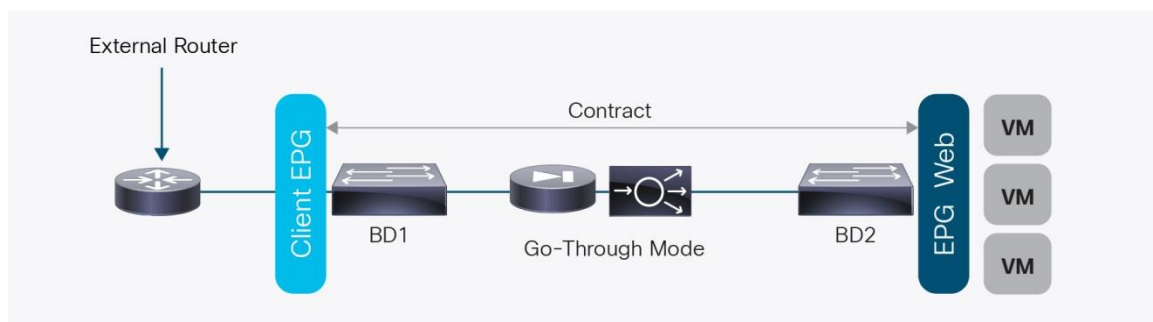 External Router
Client EPG
Contract
BD1
Go-Through Mode
BD2
EPG Web
VM
VM
VM